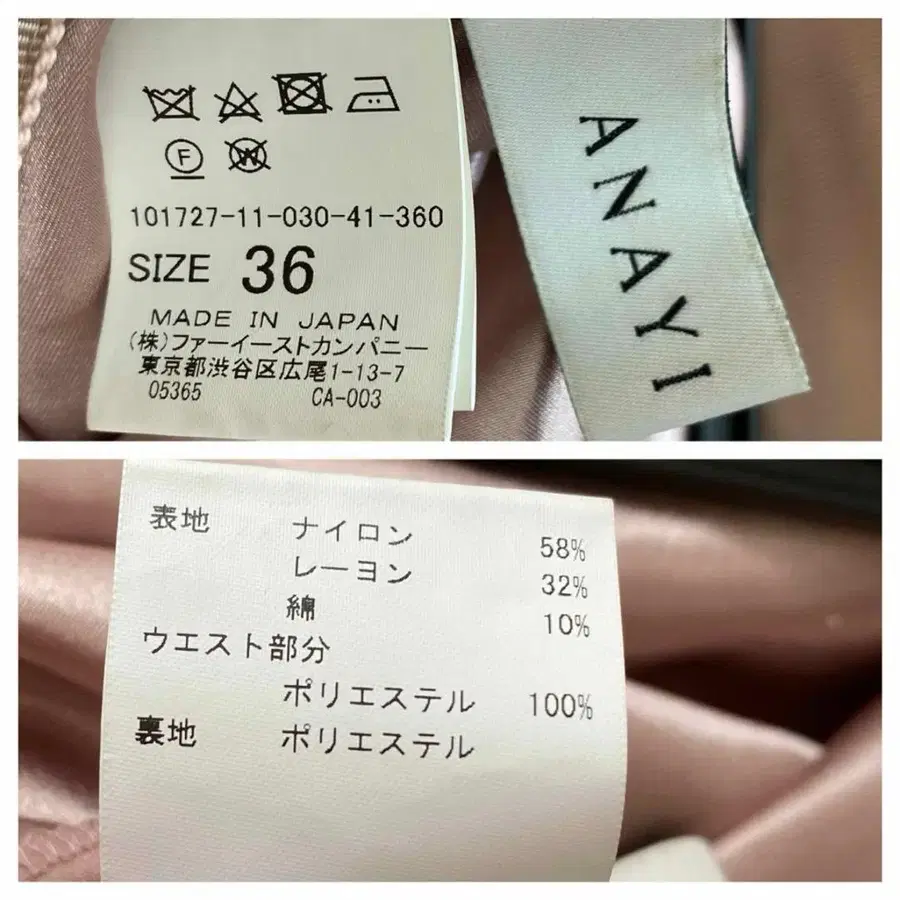 F W
101727-11-030-41-360
SIZE 36
MADE IN JAPAN
(株)ファーイーストカンパニー
東京都渋谷区広尾1-13-7
05365 CA-003
ANAYI
表地 ナイロン 58%
レーヨン 32%
綿 10%
ウエスト部分
ポリエステル 100%
裏地 ポリエステル